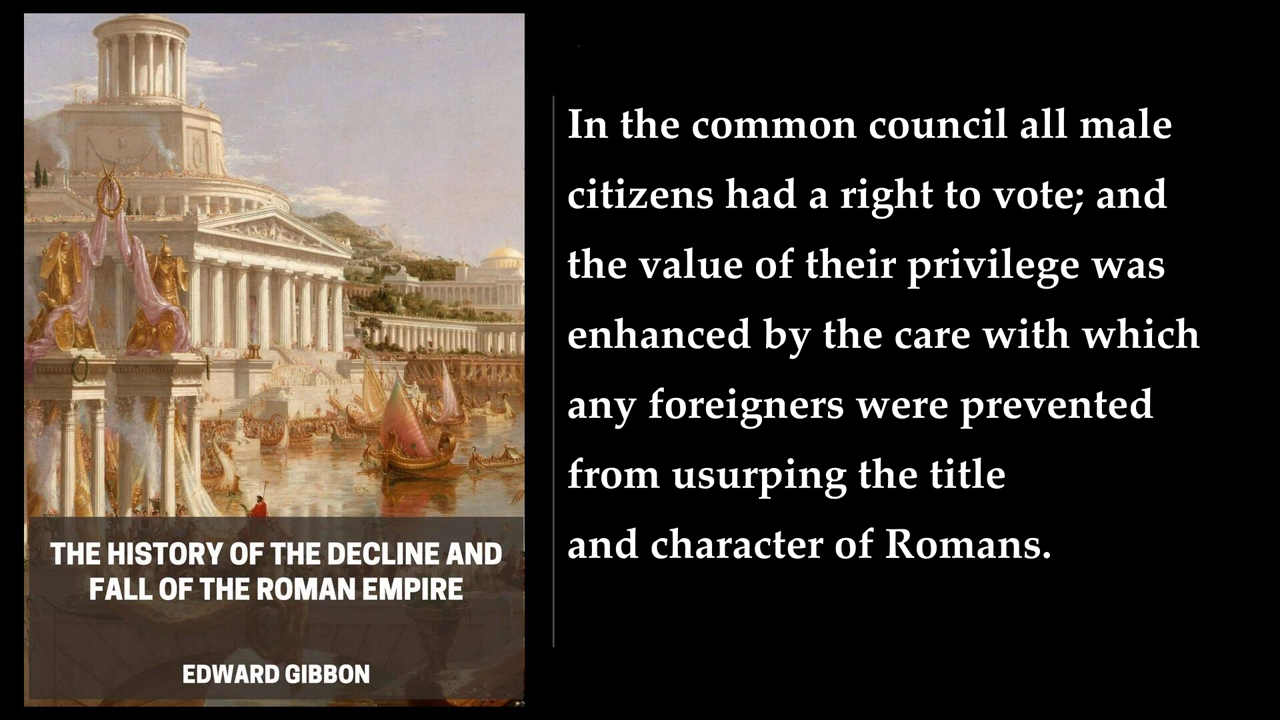 THE HISTORY OF THE DECLINE AND
FALL OF THE ROMAN EMPIRE
EDWARD GIBBON
In the common council all male
citizens had a right to vote; and
the value of their privilege was
enhanced by the care with which
any foreigners were prevented
from usurping the title
and character of Romans.